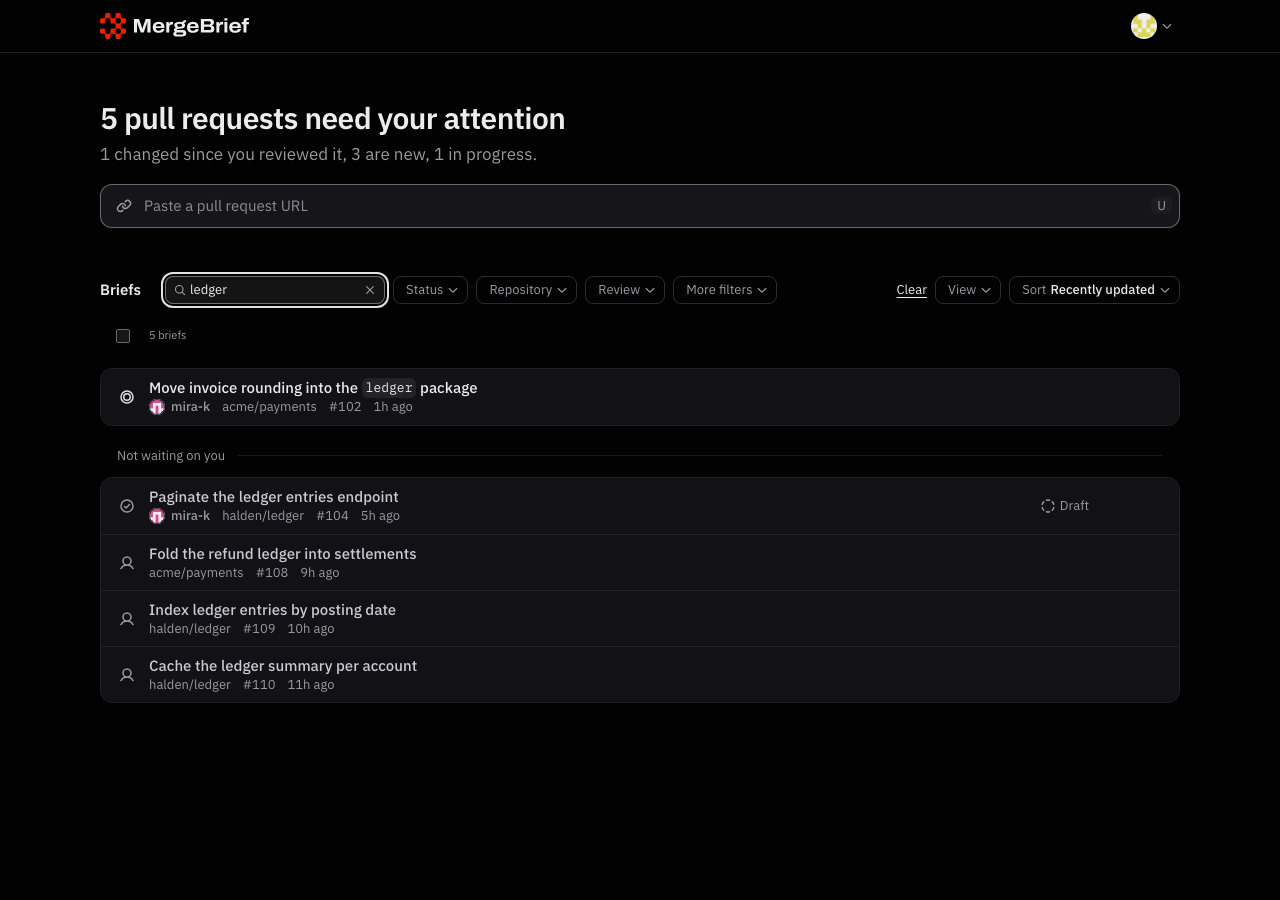 MergeBrief
5 pull requests need your attention
1 changed since you reviewed it, 3 are new, 1 in progress.
Paste a pull request URL U
Briefs ledger Status Repository Review More filters Clear View Sort Recently updated
5 briefs
Move invoice rounding into the ledger package
mira-k acme/payments #102 1h ago
Not waiting on you
Paginate the ledger entries endpoint
mira-k halden/ledger #104 5h ago Draft
Fold the refund ledger into settlements
acme/payments #108 9h ago
Index ledger entries by posting date
halden/ledger #109 10h ago
Cache the ledger summary per account
halden/ledger #110 11h ago